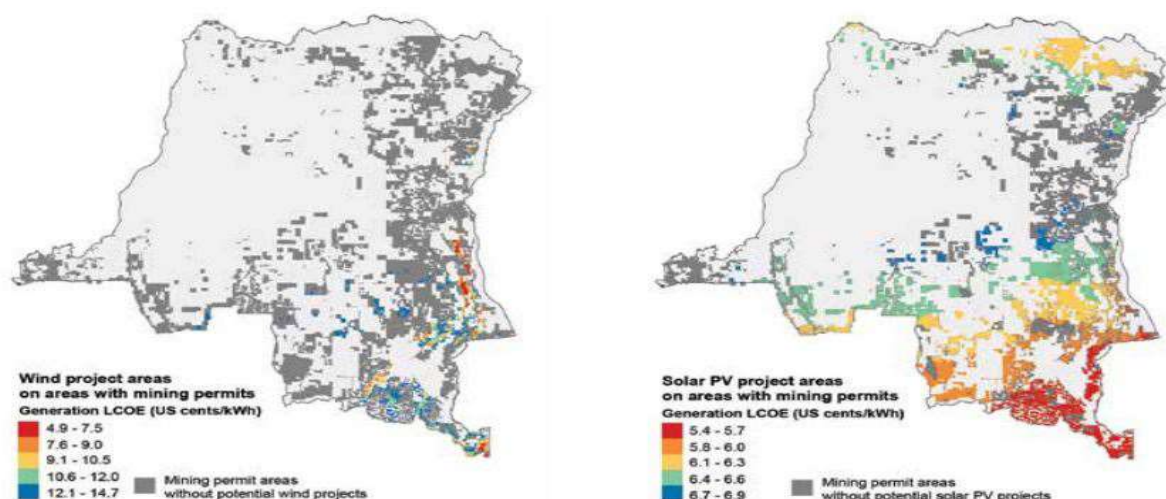 Wind project areas
on areas with mining permits
Generation LCOE (US cents/kWh)
4.9 - 7.5
7.6 - 9.0
9.1 - 10.5
10.6 - 12.0
12.1 - 14.7
Mining permit areas
without potential wind projects
Solar PV project areas
on areas with mining permits
Generation LCOE (US cents/kWh)
5.4 - 5.7
5.8 - 6.0
6.1 - 6.3
6.4 - 6.6
6.7 - 6.9
Mining permit areas
without potential solar PV projects